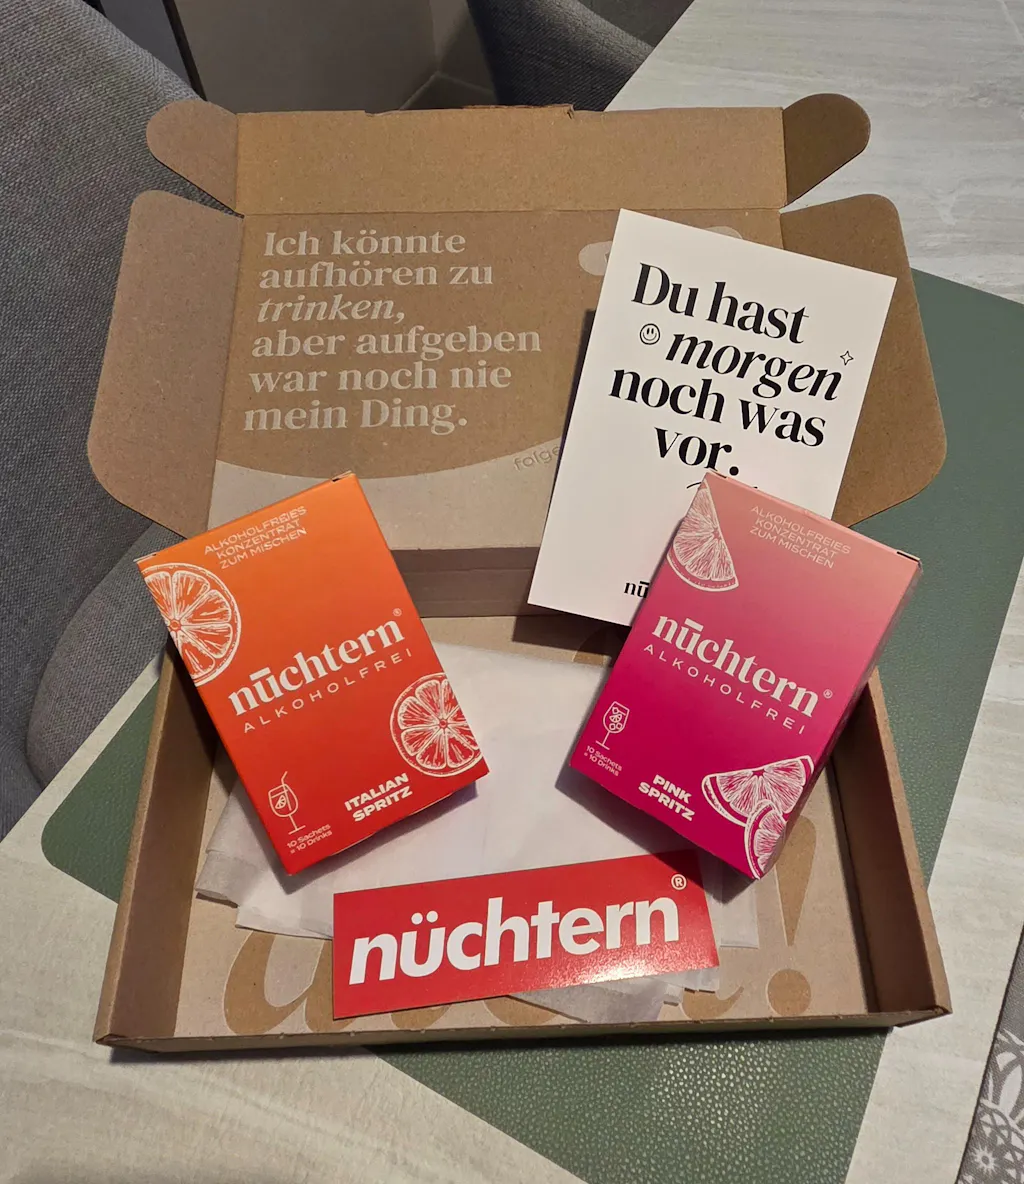 Ich könnte
aufhören zu
trinken,
aber aufgeben
war noch nie
mein Ding.
folge
Du hast
morgen
noch was
vor.
nü
ALKOHOLFREIES
KONZENTRAT
ZUM MISCHEN
nüchtern®
ALKOHOLFREI
10 Sachets
= 10 Drinks
ITALIAN
SPRITZ
ALKOHOLFREIES
KONZENTRAT
ZUM MISCHEN
nüchtern®
ALKOHOLFREI
10 Sachets
= 10 Drinks
PINK
SPRITZ
nüchtern®